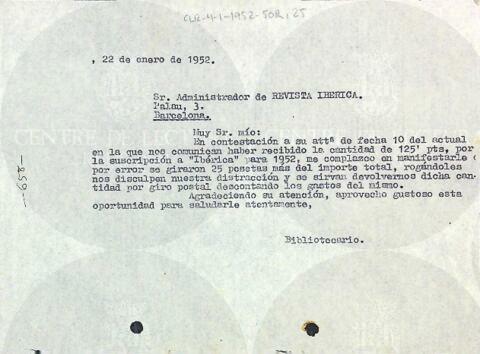 CLR-4-1-1952-50R, 25
, 22 de enero de 1952.
Sr. Administrador de REVISTA IBERICA.
Palau, 3.
Barcelona.
Muy Sr. mío:
En contestación a su attª de fecha 10 del actual
en la que nos comunican haber recibido la cantidad de 125' pts, por
la suscripción a "Ibérica" para 1952, me complazco en manifestarle
por error se giraron 25 pesetas más del importe total, rogándoles
nos disculpen nuestra distracción y se sirvan devolvernos dicha can-
tidad por giro postal descontando los gastos del mismo.
Agradeciendo su atención, aprovecho gustoso esta
oportunidad para saludarle atentamente,
Bibliotecario.
-259-